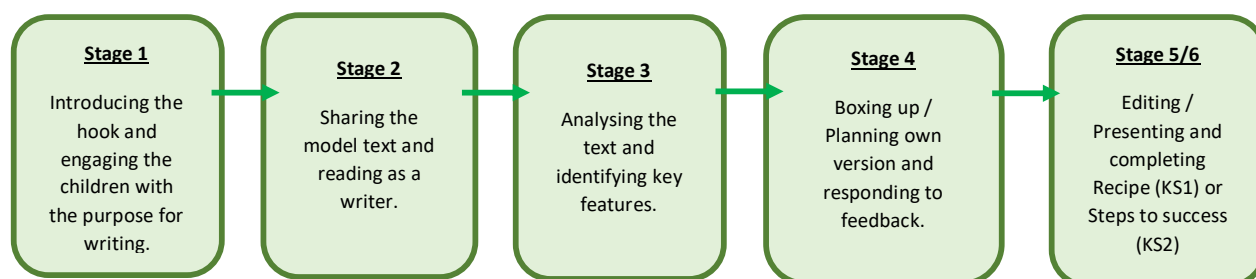 Stage 1
Introducing the
hook and
engaging the
children with
the purpose for
writing.
Stage 2
Sharing the
model text and
reading as a
writer.
Stage 3
Analysing the
text and
identifying key
features.
Stage 4
Boxing up /
Planning own
version and
responding to
feedback.
Stage 5/6
Editing /
Presenting and
completing
Recipe (KS1) or
Steps to success
(KS2)